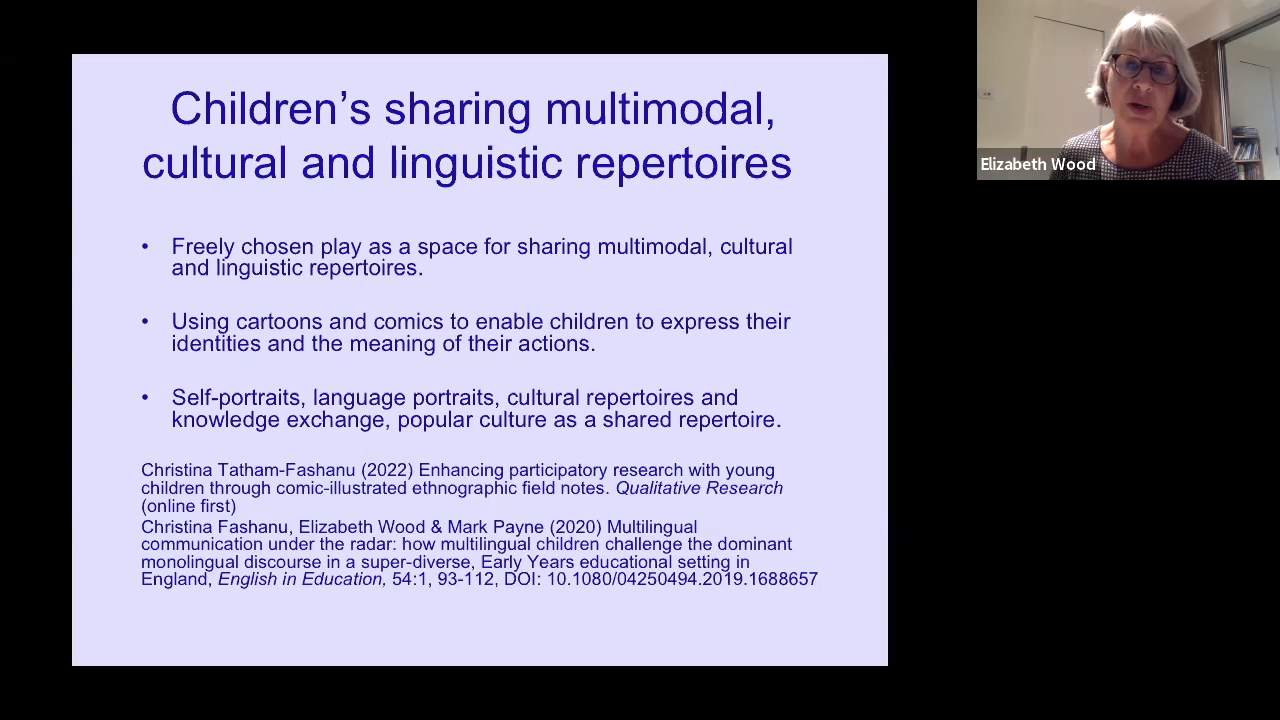 Children’s sharing multimodal,
cultural and linguistic repertoires
• Freely chosen play as a space for sharing multimodal, cultural
and linguistic repertoires.
• Using cartoons and comics to enable children to express their
identities and the meaning of their actions.
• Self-portraits, language portraits, cultural repertoires and
knowledge exchange, popular culture as a shared repertoire.
Christina Tatham-Fashanu (2022) Enhancing participatory research with young
children through comic-illustrated ethnographic field notes. Qualitative Research
(online first)
Christina Fashanu, Elizabeth Wood & Mark Payne (2020) Multilingual
communication under the radar: how multilingual children challenge the dominant
monolingual discourse in a super-diverse, Early Years educational setting in
England, English in Education, 54:1, 93-112, DOI: 10.1080/04250494.2019.1688657
Elizabeth Wood